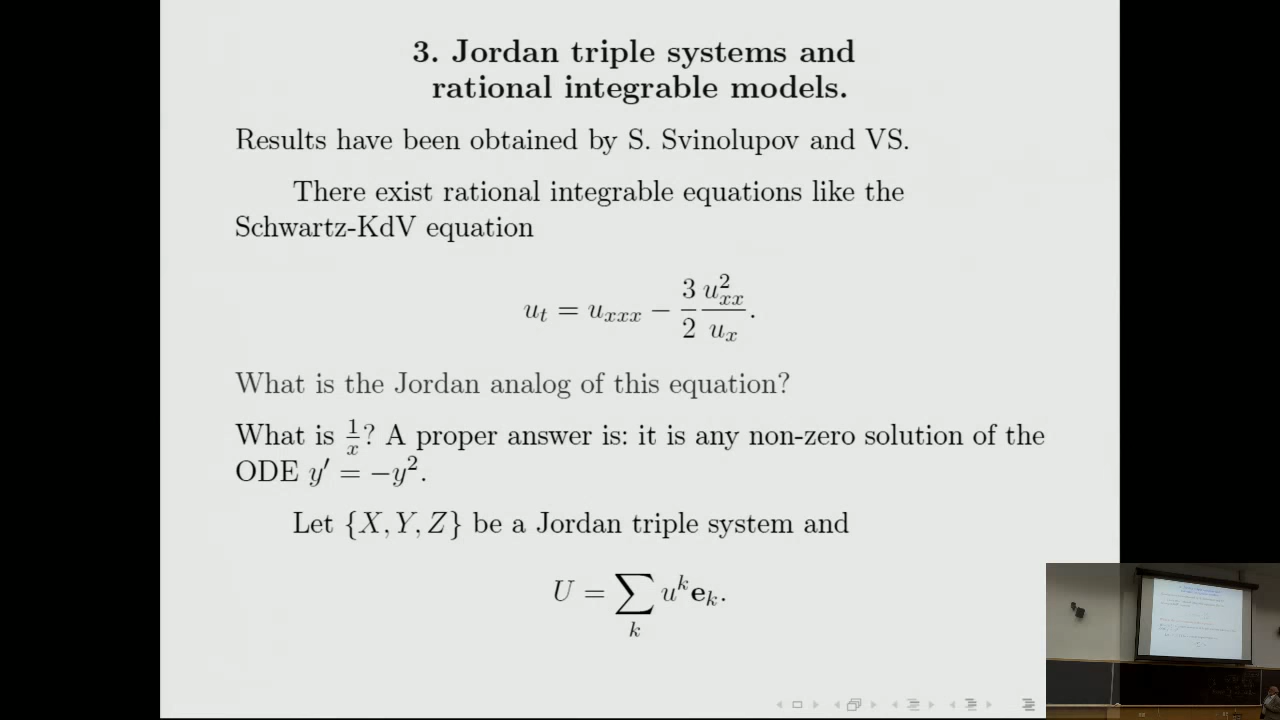 3. Jordan triple systems and
rational integrable models.
Results have been obtained by S. Svinolupov and VS.
There exist rational integrable equations like the
Schwartz-KdV equation
u_t = u_{xxx} − \frac{3}{2} \frac{u_{xx}^2}{u_x}.
What is the Jordan analog of this equation?
What is \frac{1}{x}? A proper answer is: it is any non-zero solution of the
ODE y′ = −y².
Let {X, Y, Z} be a Jordan triple system and
U = \sum_k u^k \mathbf{e}_k.